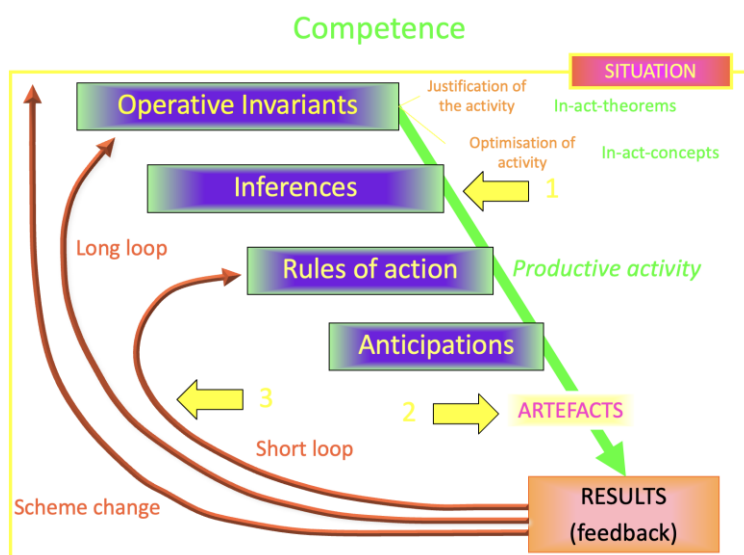 Competence
SITUATION
Operative Invariants
Justification of
the activity
In-act-theorems
Optimisation of
activity
In-act-concepts
Inferences
1
Long loop
Rules of action
Productive activity
Anticipations
3
2
ARTEFACTS
Short loop
Scheme change
RESULTS
(feedback)